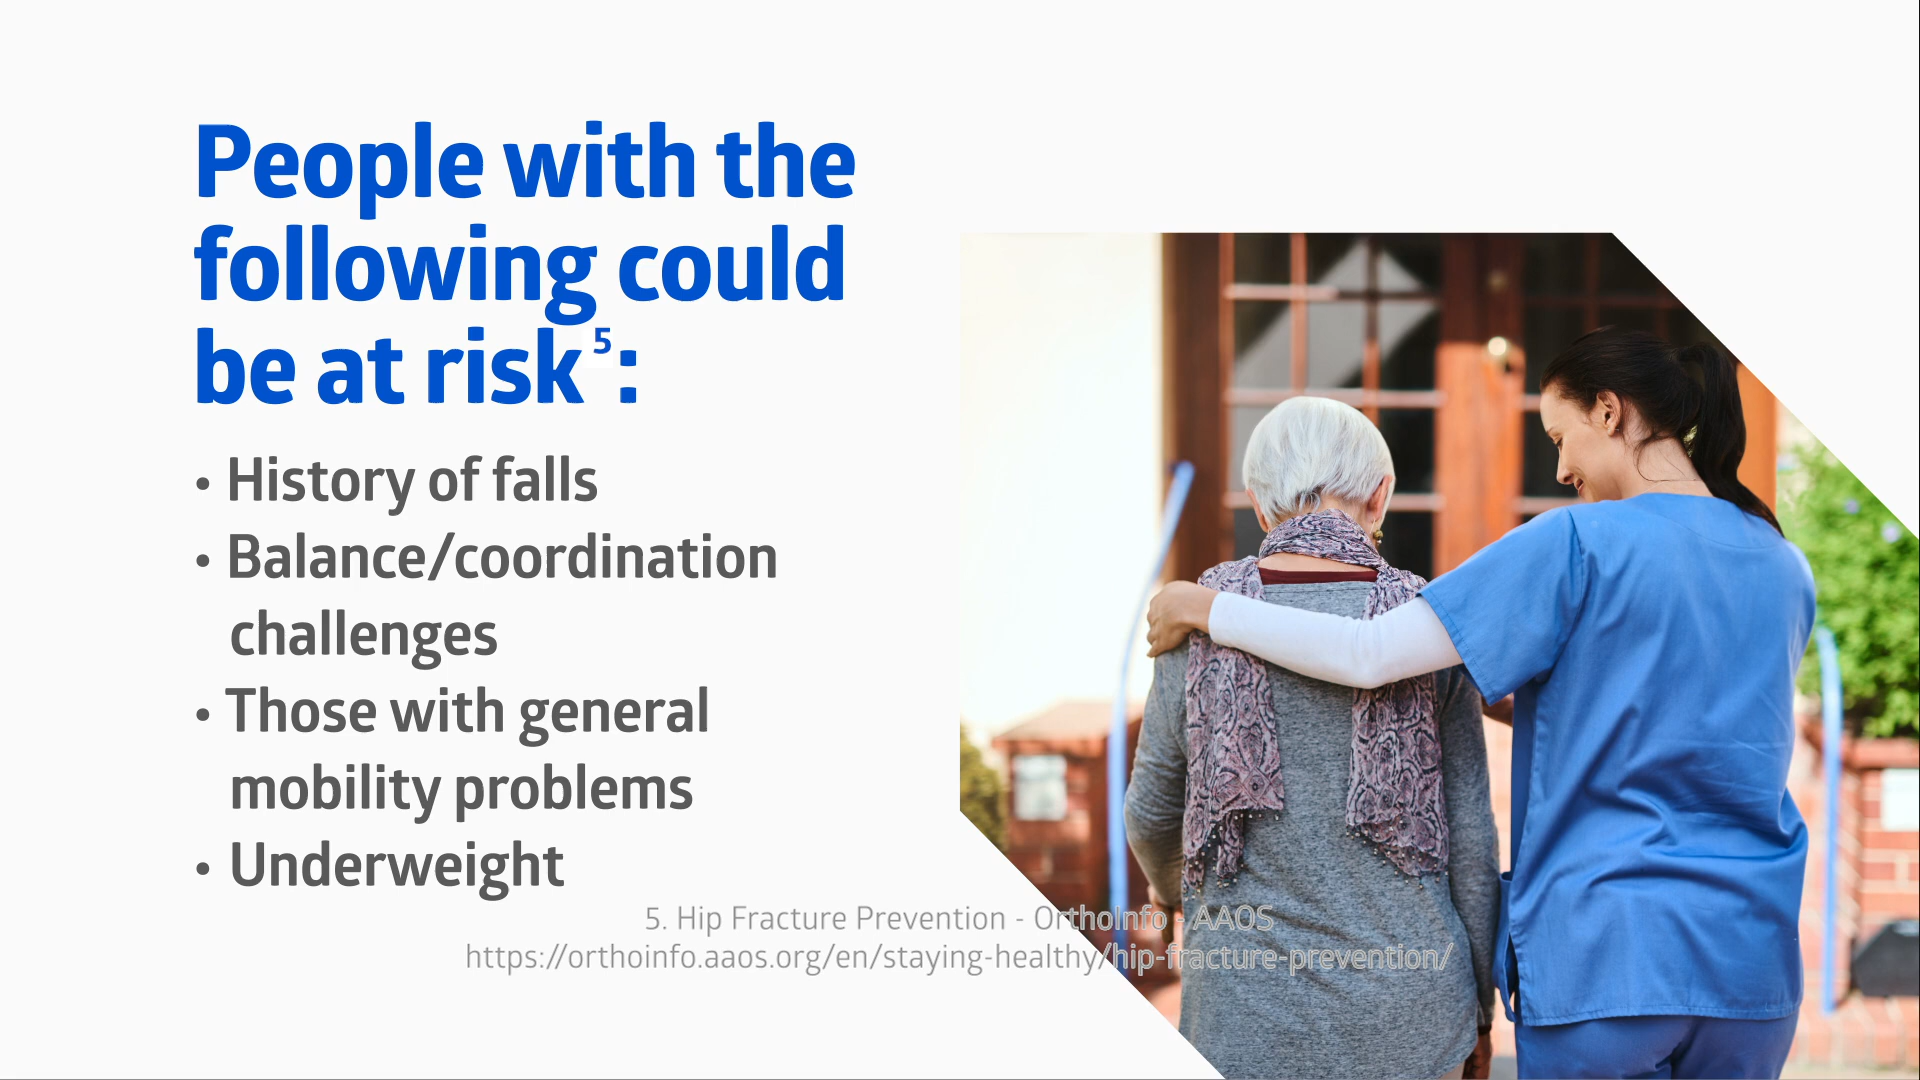 People with the
following could
be at risk⁵:
• History of falls
• Balance/coordination
challenges
• Those with general
mobility problems
• Underweight
5. Hip Fracture Prevention - OrthoInfo - AAOS
https://orthoinfo.aaos.org/en/staying-healthy/hip-fracture-prevention/